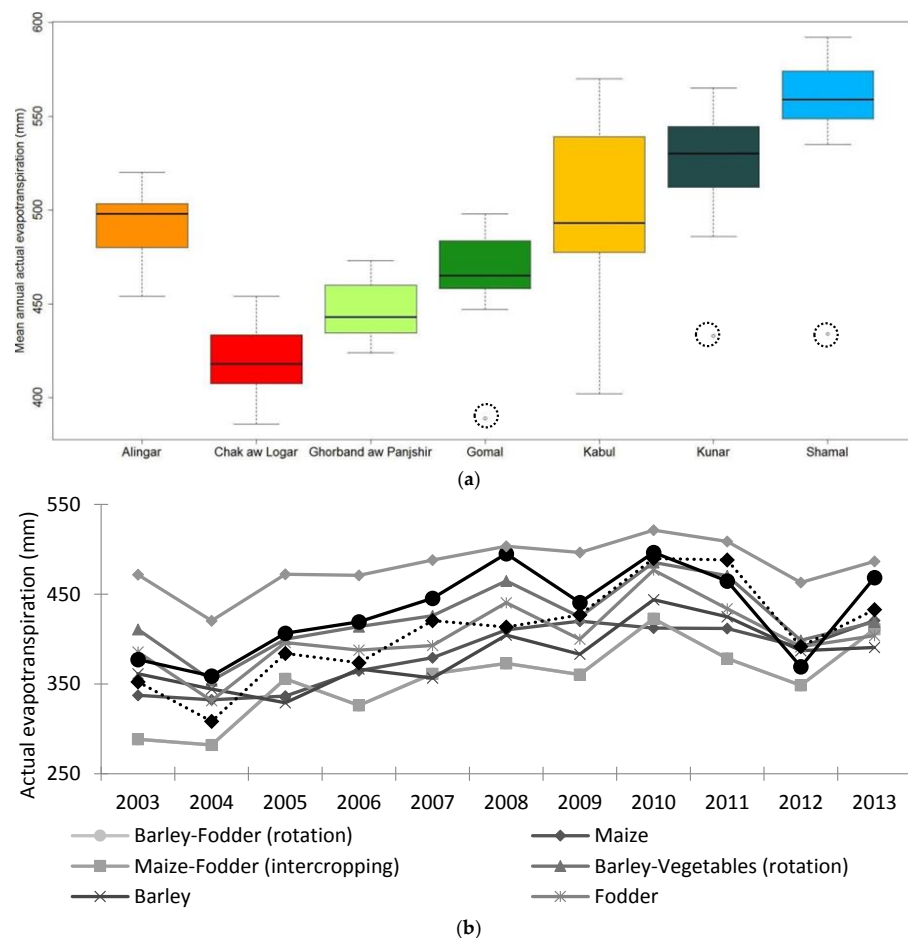 600
550
500
450
400
Mean annual actual evapotranspiration (mm)
Alingar Chak aw Logar Ghorband aw Panjshir Gomal Kabul Kunar Shamal
(a)
550
450
350
250
Actual evapotranspiration (mm)
2003 2004 2005 2006 2007 2008 2009 2010 2011 2012 2013
Barley-Fodder (rotation) Maize
Maize-Fodder (intercropping) Barley-Vegetables (rotation)
Barley Fodder
(b)